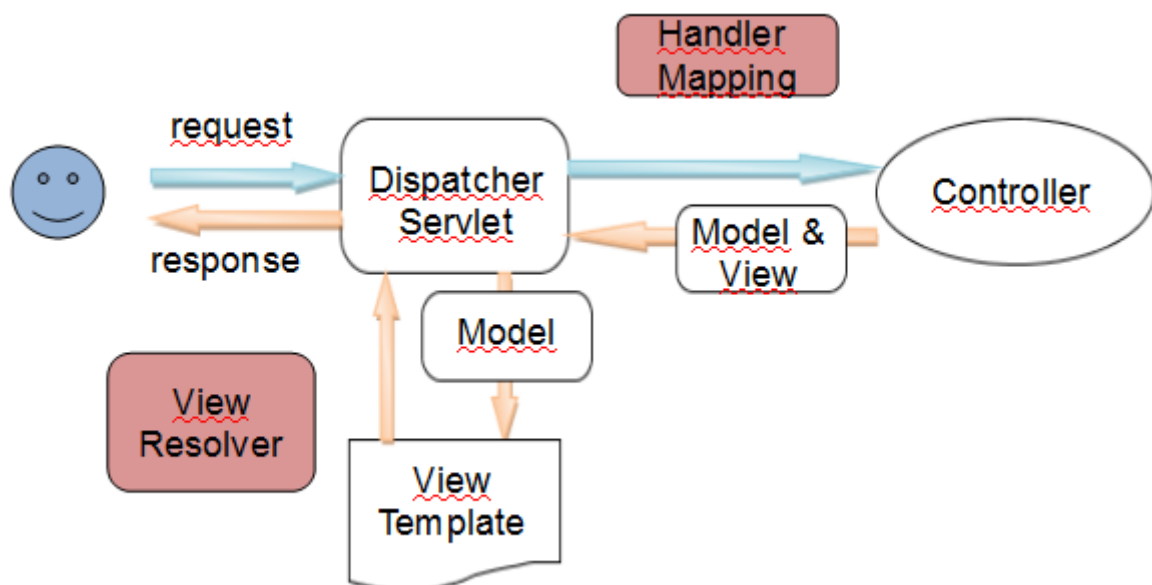 Handler
Mapping
request
Dispatcher
Servlet
Controller
response
Model &
View
Model
View
Resolver
View
Template